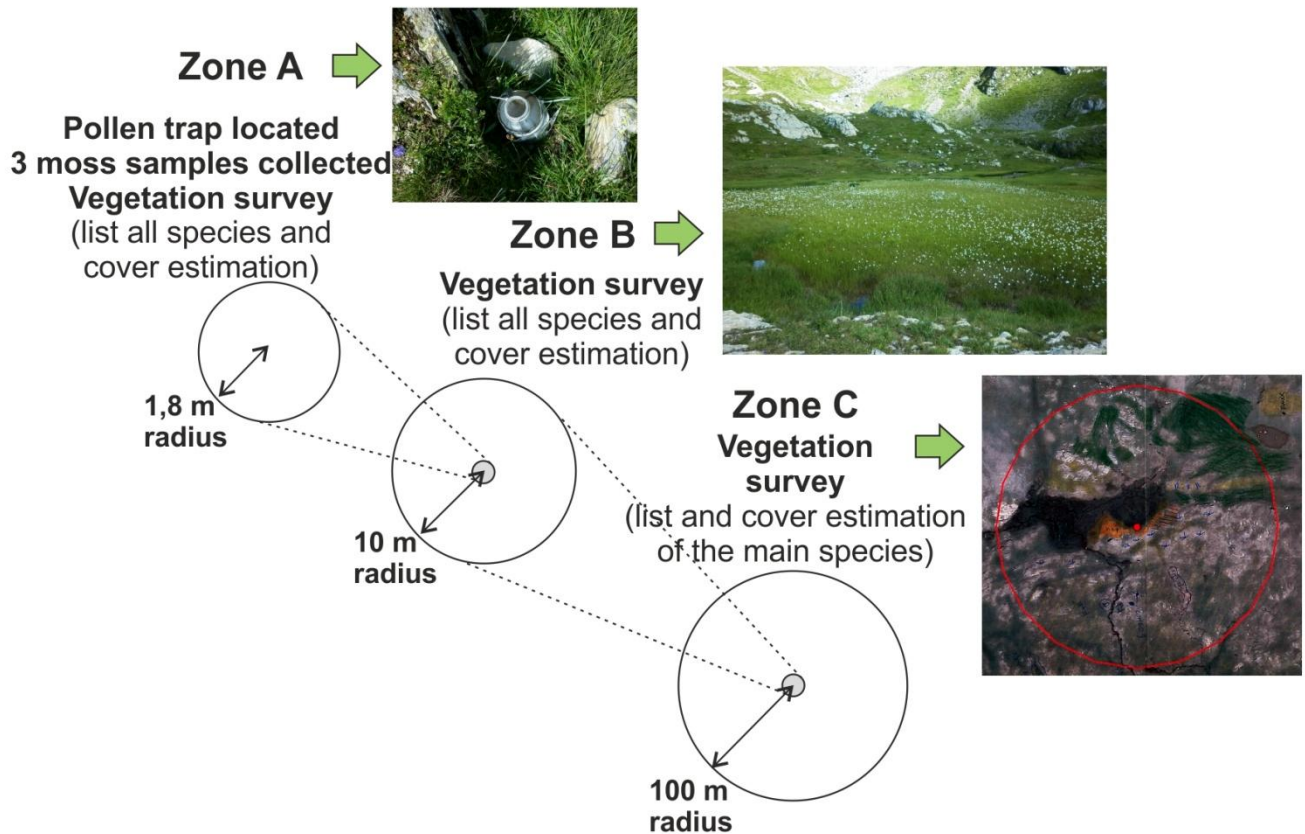 Zone A
Pollen trap located
3 moss samples collected
Vegetation survey
(list all species and
cover estimation)
1,8 m
radius
Zone B
Vegetation survey
(list all species and
cover estimation)
10 m
radius
Zone C
Vegetation
survey
(list and cover estimation
of the main species)
100 m
radius